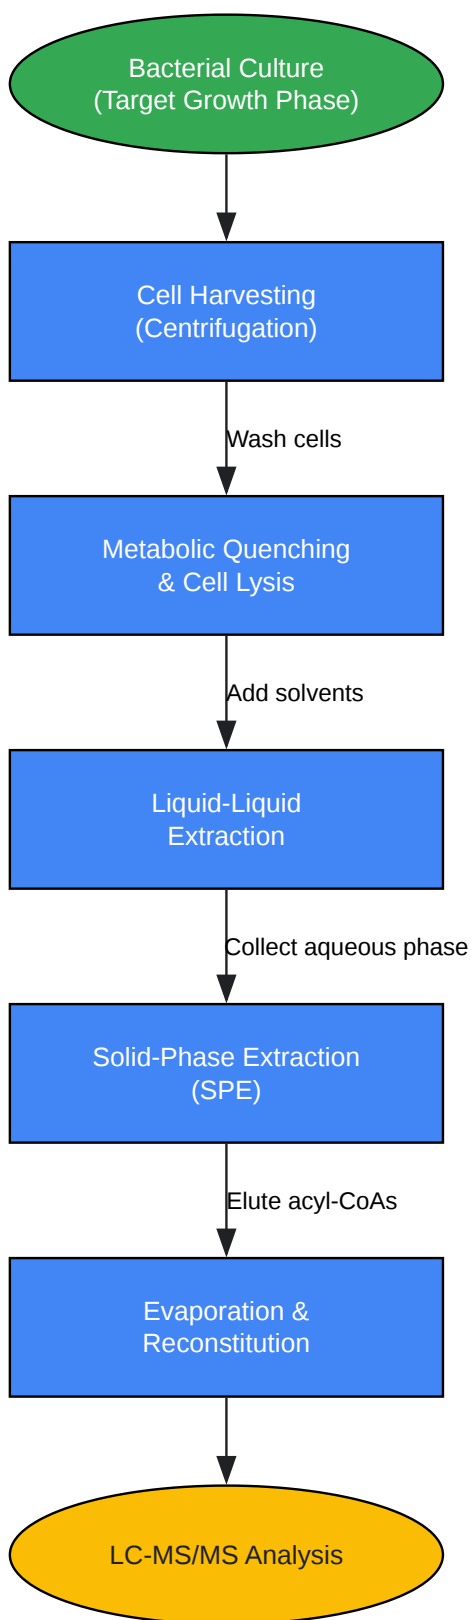 Bacterial Culture
(Target Growth Phase)
Cell Harvesting
(Centrifugation)
Wash cells
Metabolic Quenching
& Cell Lysis
Add solvents
Liquid-Liquid
Extraction
Collect aqueous phase
Solid-Phase Extraction
(SPE)
Elute acyl-CoAs
Evaporation &
Reconstitution
LC-MS/MS Analysis